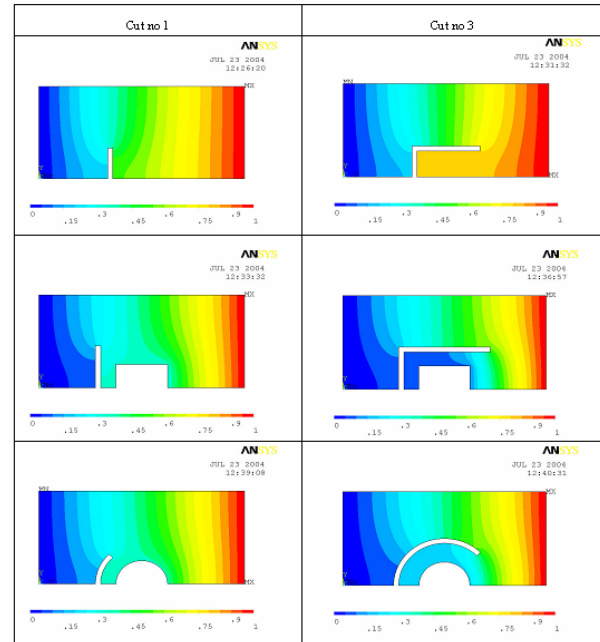 Cut no 1
Cut no 3
ANSYS
JUL 23 2004
12:26:20
MX
Y
0 .15 .3 .45 .6 .75 .9 1
ANSYS
JUL 23 2004
12:31:32
MN
Y
MX
0 .15 .3 .45 .6 .75 .9 1
ANSYS
JUL 23 2004
12:33:32
MX
Y
0 .15 .3 .45 .6 .75 .9 1
ANSYS
JUL 23 2006
12:36:57
MX
Y
0 .15 .3 .45 .6 .75 .9 1
ANSYS
JUL 23 2004
12:39:08
MN
Y
MX
0 .15 .3 .45 .6 .75 .9 1
ANSYS
JUL 23 2006
12:40:31
MX
Y
0 .15 .3 .45 .6 .75 .9 1